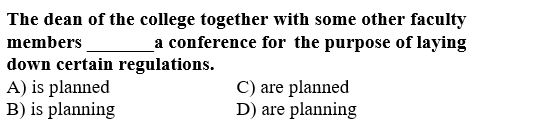 The dean of the college together with some other faculty
members _______a conference for the purpose of laying
down certain regulations.
A) is planned C) are planned
B) is planning D) are planning